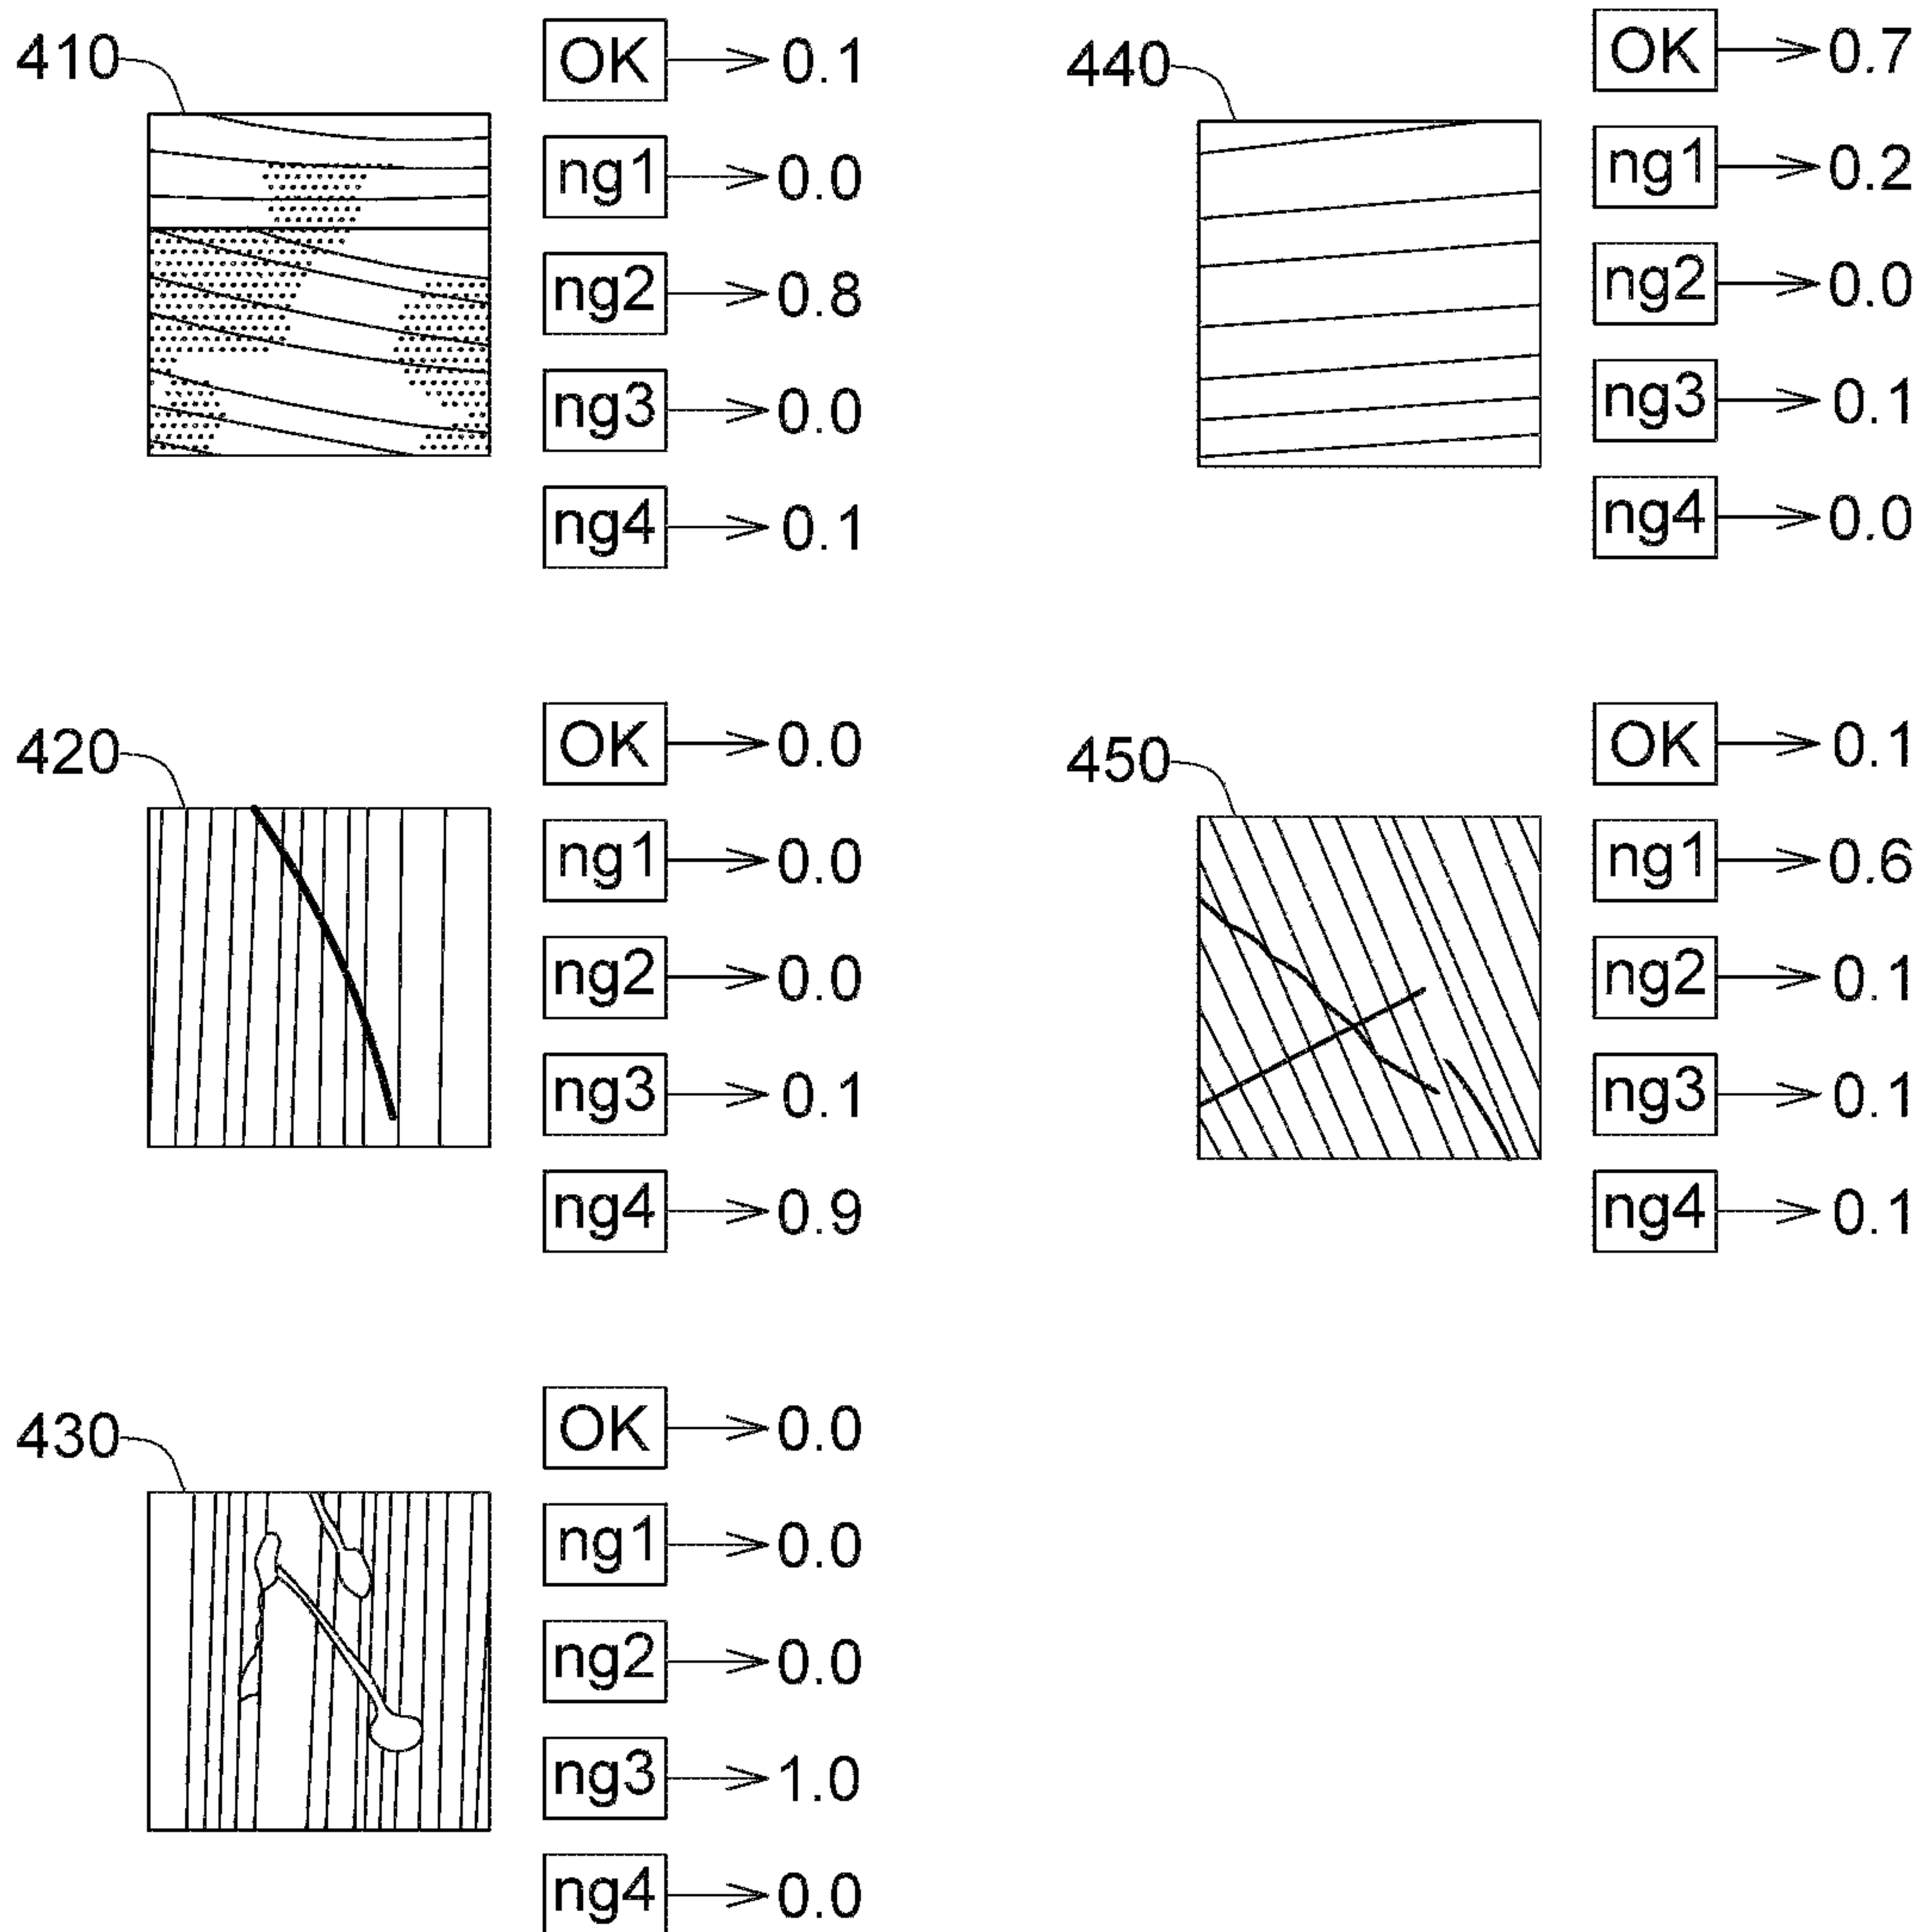 410
OK → 0.1
ng1 → 0.0
ng2 → 0.8
ng3 → 0.0
ng4 → 0.1
440
OK → 0.7
ng1 → 0.2
ng2 → 0.0
ng3 → 0.1
ng4 → 0.0
420
OK → 0.0
ng1 → 0.0
ng2 → 0.0
ng3 → 0.1
ng4 → 0.9
450
OK → 0.1
ng1 → 0.6
ng2 → 0.1
ng3 → 0.1
ng4 → 0.1
430
OK → 0.0
ng1 → 0.0
ng2 → 0.0
ng3 → 1.0
ng4 → 0.0